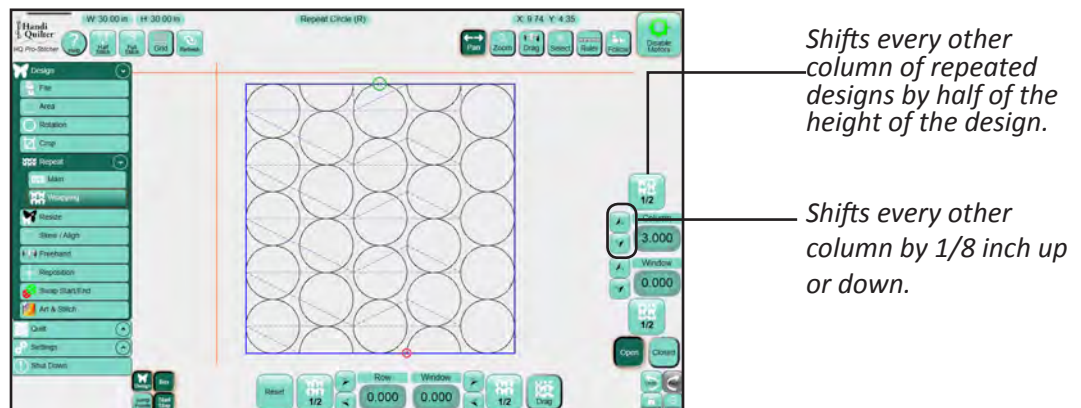 Handi
Quilter
HQ Pro-Stitcher
W: 30.00 in H: 30.00 in
Repeat Circle (R)
X: 9.74 Y: 4.35
Half Stitch
Full Stitch
Grid
Refresh
Pan
Zoom
Drag
Select
Ruler
Follow
Disable
Motors
Design
File
Area
Rotation
Crop
Repeat
Main
Wrapping
Resize
Skew / Align
Freehand
Reposition
Swap Start/End
Art & Stitch
Quilt
Settings
Shut Down
1/2
Column
3.000
Window
0.000
1/2
Open
Closed
Design
Box
Jump
Start
Stop
Reset
1/2
Row
0.000
Window
0.000
1/2
Drag
Shifts every other
column of repeated
designs by half of the
height of the design.
Shifts every other
column by 1/8 inch up
or down.